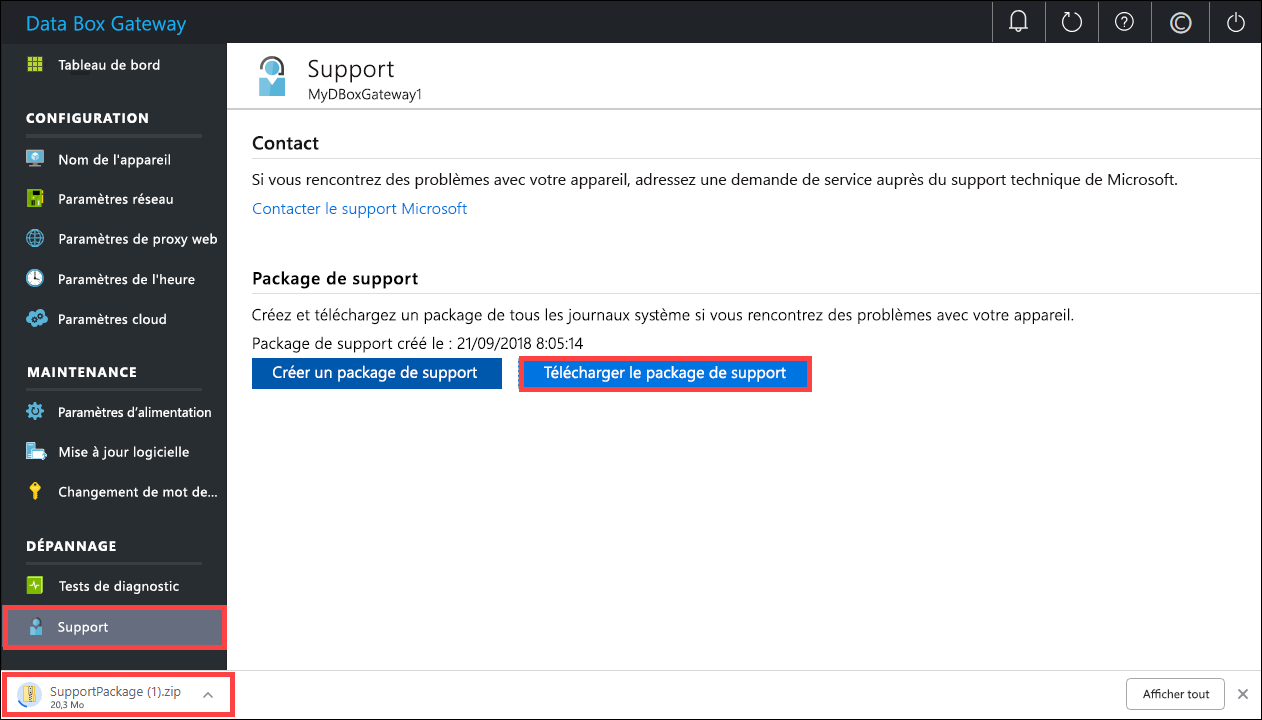 Data Box Gateway
Tableau de bord
CONFIGURATION
Nom de l'appareil
Paramètres réseau
Paramètres de proxy web
Paramètres de l'heure
Paramètres cloud
MAINTENANCE
Paramètres d’alimentation
Mise à jour logicielle
Changement de mot de...
DÉPANNAGE
Tests de diagnostic
Support
Support
MyDBoxGateway1
Contact
Si vous rencontrez des problèmes avec votre appareil, adressez une demande de service auprès du support technique de Microsoft.
Contacter le support Microsoft
Package de support
Créez et téléchargez un package de tous les journaux système si vous rencontrez des problèmes avec votre appareil.
Package de support créé le : 21/09/2018 8:05:14
Créer un package de support
Télécharger le package de support
SupportPackage (1).zip
20,3 Mo
Afficher tout